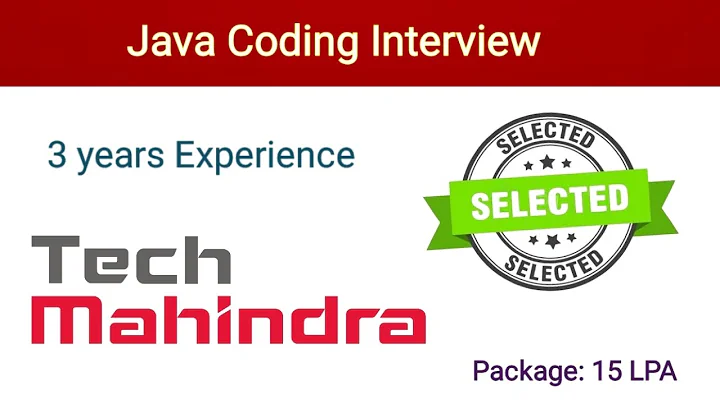 Java Coding Interview
3 years Experience
SELECTED
SELECTED
SELECTED
Tech
Mahindra
Package: 15 LPA